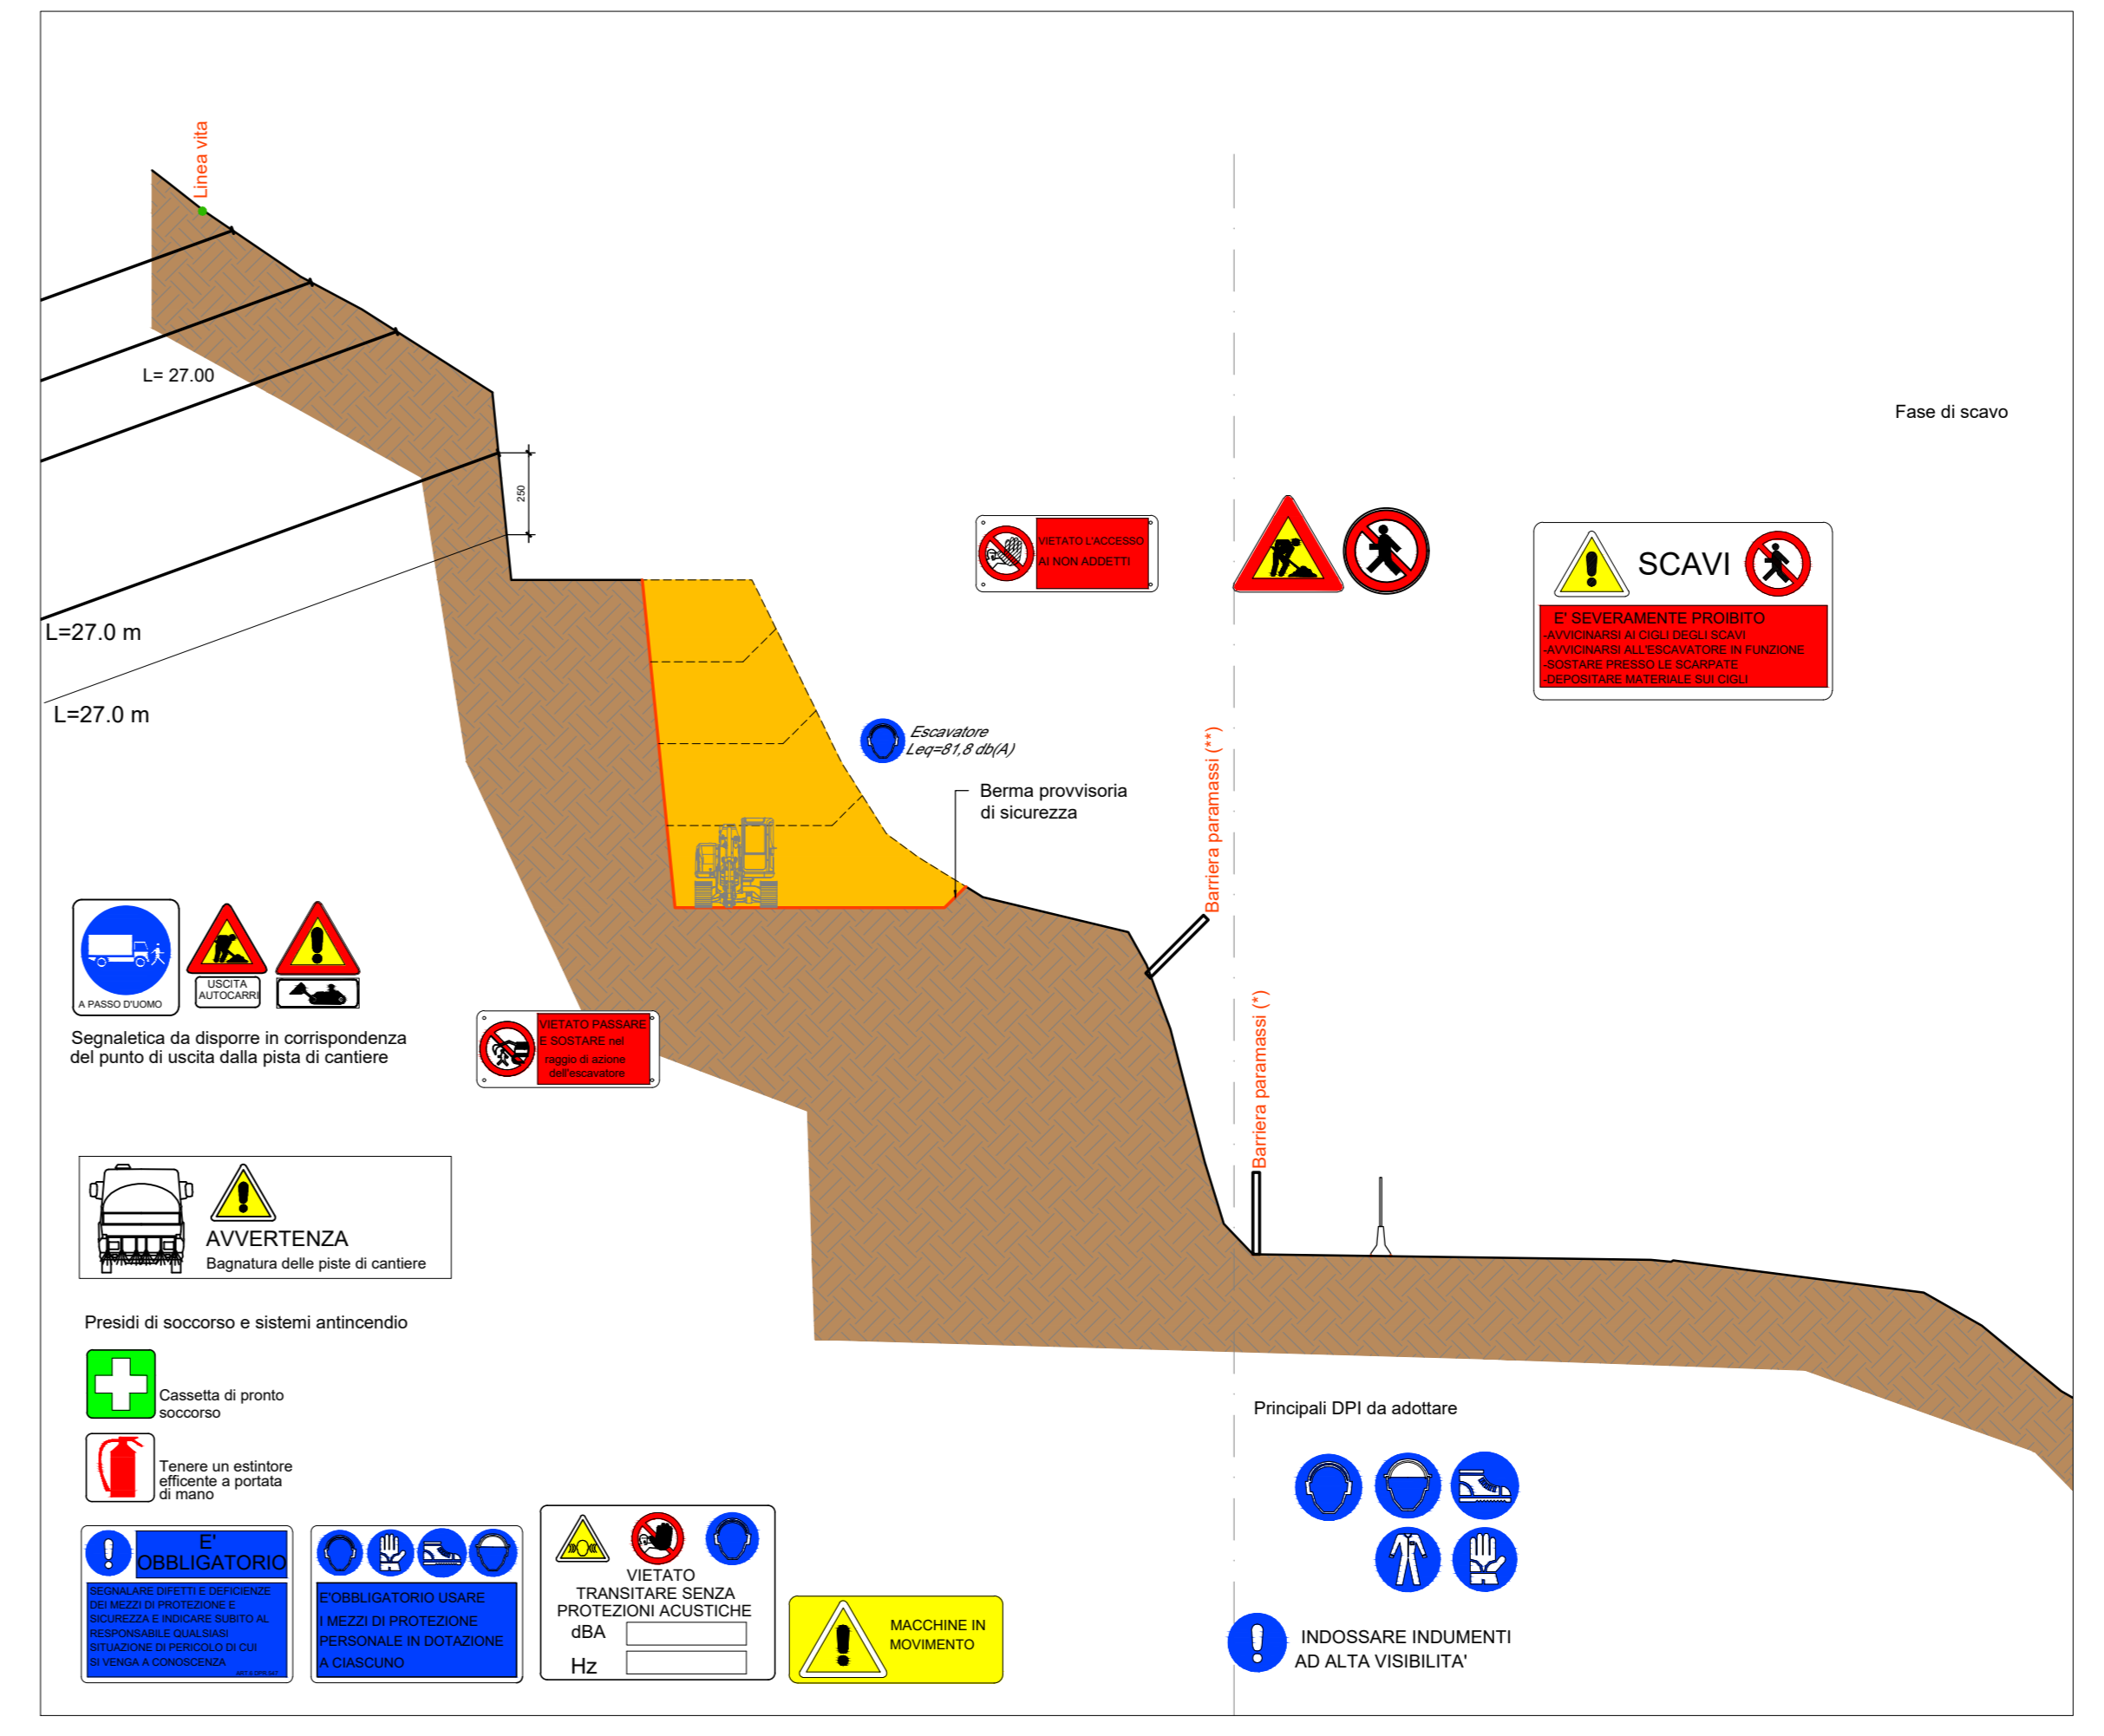 Linea vita
L= 27.00
Fase di scavo
250
VIETATO L'ACCESSO
AI NON ADDETTI
SCAVI
E' SEVERAMENTE PROIBITO
-AVVICINARSI AI CIGLI DEGLI SCAVI
-AVVICINARSI ALL'ESCAVATORE IN FUNZIONE
-SOSTARE PRESSO LE SCARPATE
-DEPOSITARE MATERIALE SUI CIGLI
L=27.0 m
L=27.0 m
Escavatore
Leq=81,8 db(A)
Berma provvisoria
di sicurezza
Barriera paramassi (**)
Barriera paramassi (*)
A PASSO D'UOMO
USCITA
AUTOCARRI
Segnaletica da disporre in corrispondenza
del punto di uscita dalla pista di cantiere
VIETATO PASSARE
E SOSTARE nel
raggio di azione
dell'escavatore
AVVERTENZA
Bagnatura delle piste di cantiere
Presidi di soccorso e sistemi antincendio
Cassetta di pronto
soccorso
Tenere un estintore
efficente a portata
di mano
Principali DPI da adottare
E'
OBBLIGATORIO
SEGNALARE DIFETTI E DEFICIENZE
DEI MEZZI DI PROTEZIONE E
SICUREZZA E INDICARE SUBITO AL
RESPONSABILE QUALSIASI
SITUAZIONE DI PERICOLO DI CUI
SI VENGA A CONOSCENZA
E'OBBLIGATORIO USARE
I MEZZI DI PROTEZIONE
PERSONALE IN DOTAZIONE
A CIASCUNO
VIETATO
TRANSITARE SENZA
PROTEZIONI ACUSTICHE
dBA
Hz
MACCHINE IN
MOVIMENTO
INDOSSARE INDUMENTI
AD ALTA VISIBILITA'